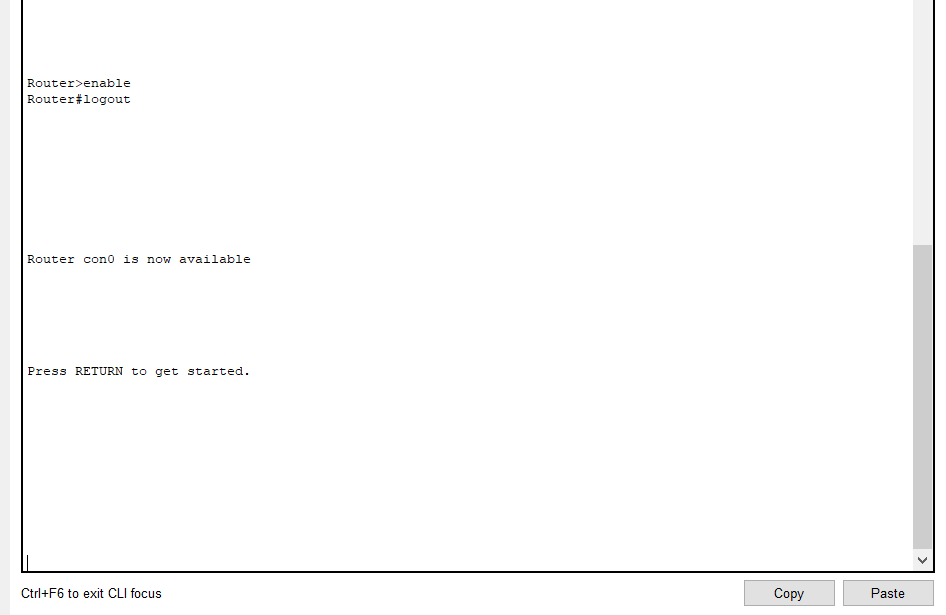 Router>enable
Router#logout
Router con0 is now available
Press RETURN to get started.
Ctrl+F6 to exit CLI focus
Copy
Paste